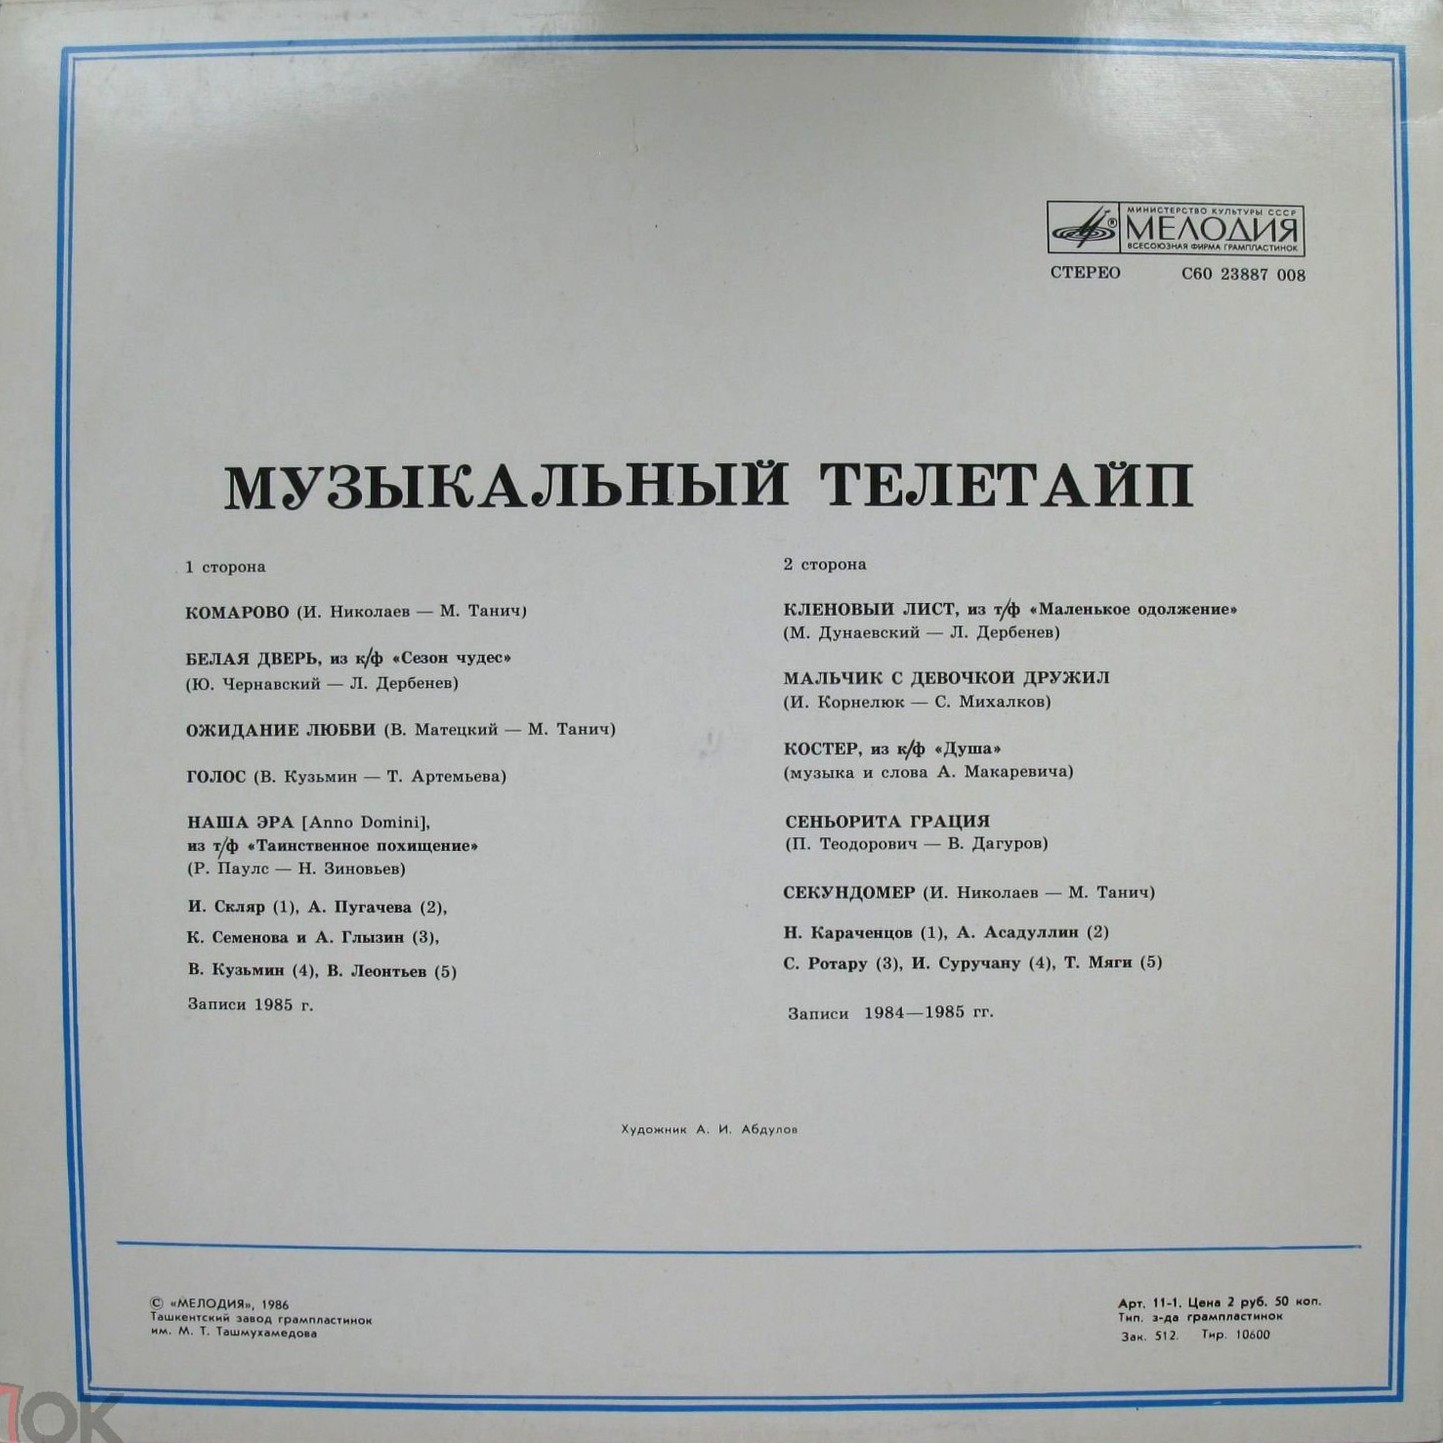 МИНИСТЕРСТВО КУЛЬТУРЫ СССР
® МЕЛОДИЯ
ВСЕСОЮЗНАЯ ФИРМА ГРАМПЛАСТИНОК
СТЕРЕО С60 23887 008
МУЗЫКАЛЬНЫЙ ТЕЛЕТАЙП
1 сторона
КОМАРОВО (И. Николаев — М. Танич)
БЕЛАЯ ДВЕРЬ, из к/ф «Сезон чудес»
(Ю. Чернавский — Л. Дербенев)
ОЖИДАНИЕ ЛЮБВИ (В. Матецкий — М. Танич)
ГОЛОС (В. Кузьмин — Т. Артемьева)
НАША ЭРА [Anno Domini],
из т/ф «Таинственное похищение»
(Р. Паулс — Н. Зиновьев)
И. Скляр (1), А. Пугачева (2),
К. Семенова и А. Глызин (3),
В. Кузьмин (4), В. Леонтьев (5)
Записи 1985 г.
2 сторона
КЛЕНОВЫЙ ЛИСТ, из т/ф «Маленькое одолжение»
(М. Дунаевский — Л. Дербенев)
МАЛЬЧИК С ДЕВОЧКОЙ ДРУЖИЛ
(И. Корнелюк — С. Михалков)
КОСТЕР, из к/ф «Душа»
(музыка и слова А. Макаревича)
СЕНЬОРИТА ГРАЦИЯ
(П. Теодорович — В. Дагуров)
СЕКУНДОМЕР (И. Николаев — М. Танич)
Н. Караченцов (1), А. Асадуллин (2)
С. Ротару (3), И. Суручану (4), Т. Мяги (5)
Записи 1984—1985 гг.
Художник А. И. Абдулов
© «МЕЛОДИЯ», 1986
Ташкентский завод грампластинок
им. М. Т. Ташмухамедова
Арт. 11-1. Цена 2 руб. 50 коп.
Тип. з-да грампластинок
Зак. 512. Тир. 10600
1OK